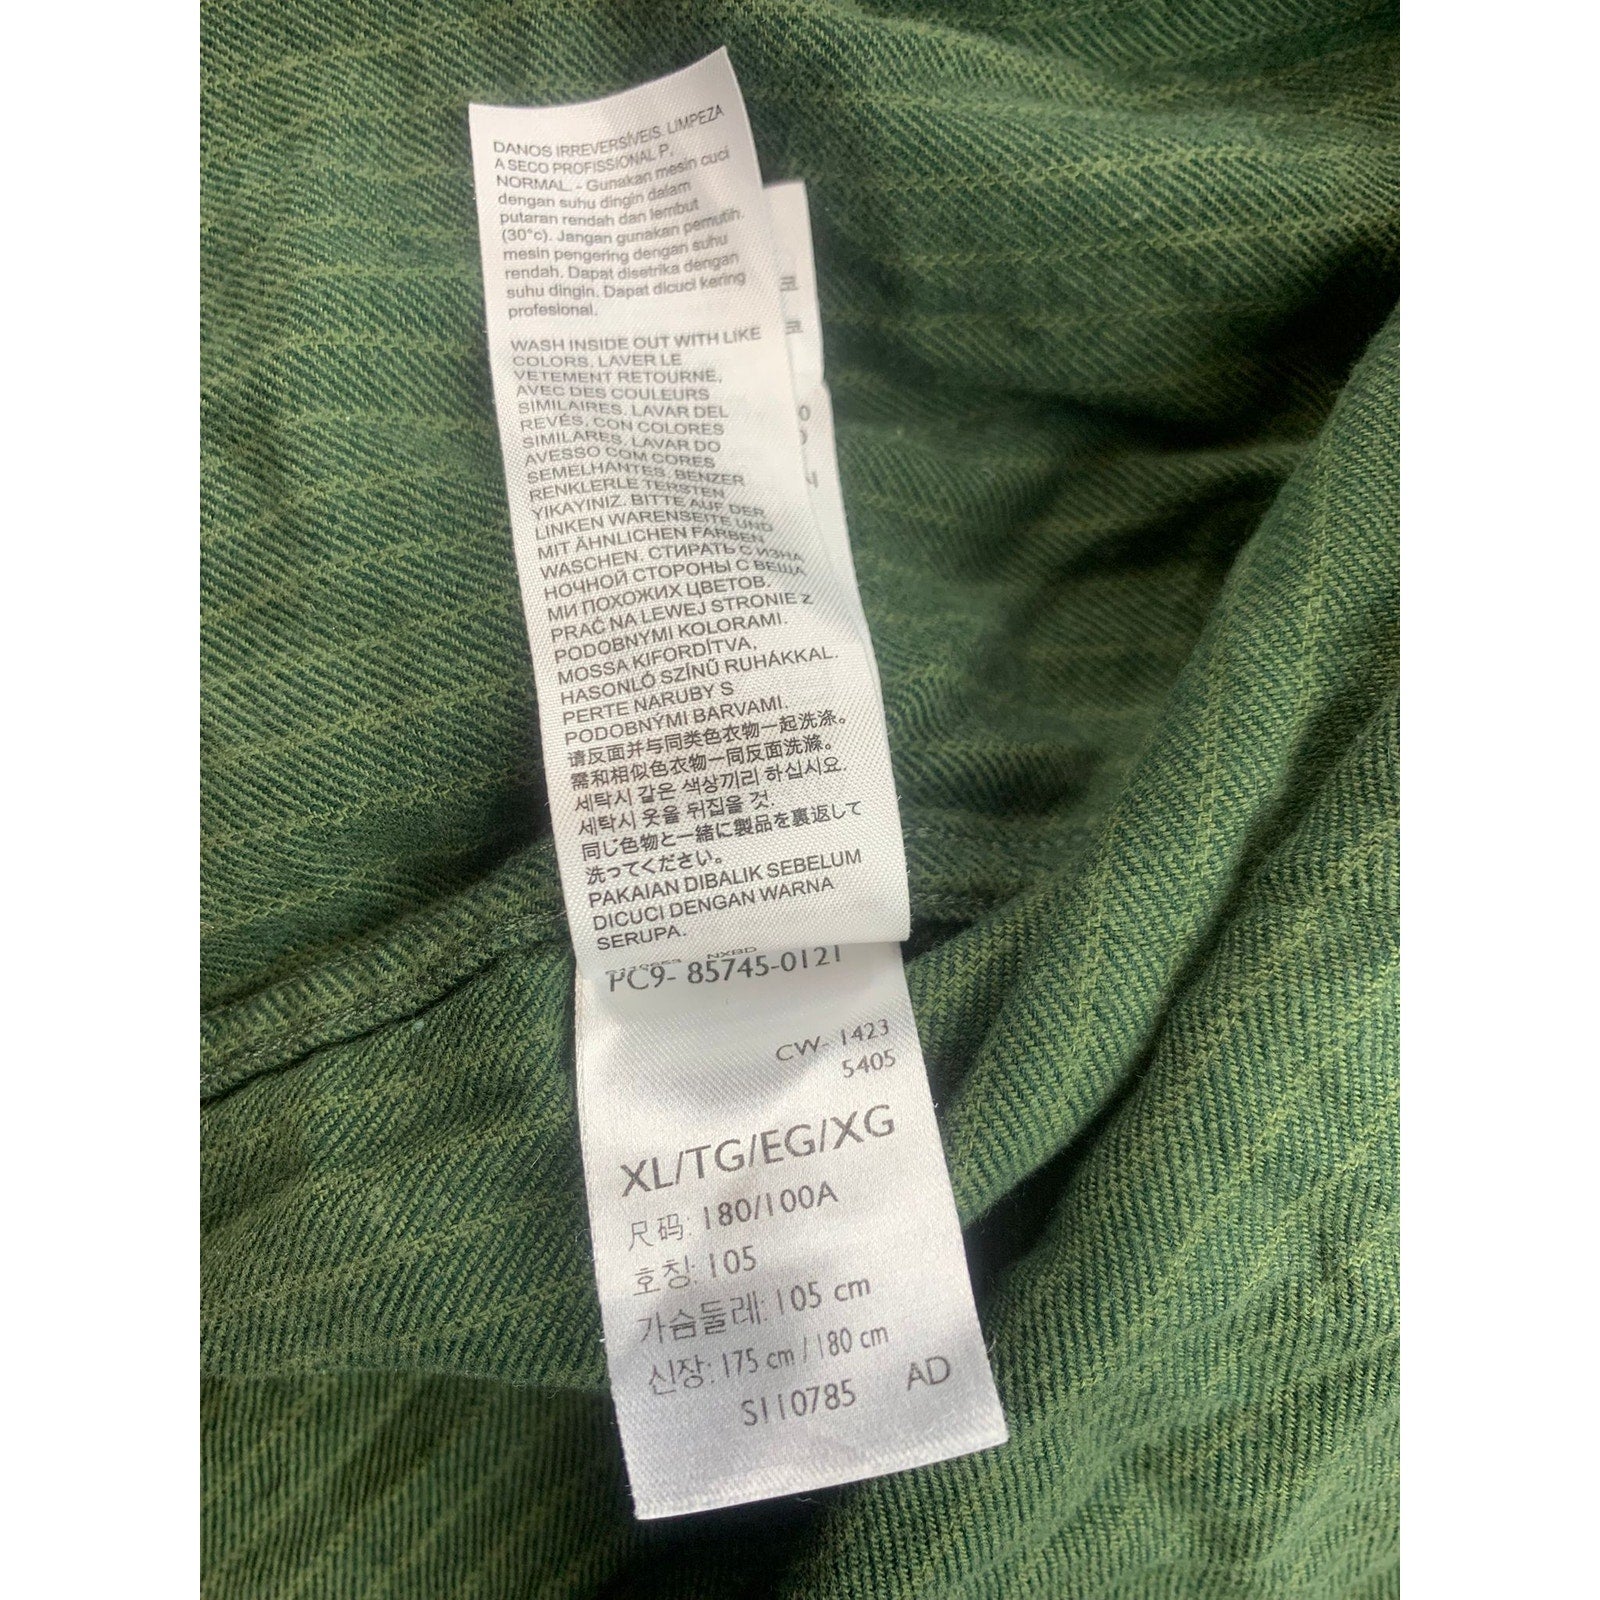 DANOS IRREVERSÍVEIS. LIMPEZA
A SECO PROFISSIONAL P.
NORMAL. - Gunakan mesin cuci
dengan suhu dingin dalam
putaran rendah dan lembut
(30°c). Jangan gunakan pemutih.
mesin pengering dengan suhu
rendah. Dapat disetrika dengan
suhu dingin. Dapat dicuci kering
profesional.
WASH INSIDE OUT WITH LIKE
COLORS. LAVER LE
VETEMENT RETOURNE,
AVEC DES COULEURS
SIMILAIRES. LAVAR DEL
REVÉS, CON COLORES
SIMILARES. LAVAR DO
AVESSO COM CORES
SEMELHANTES. BENZER
RENKLERLE TERSTEN
YIKAYINIZ. BITTE AUF DER
LINKEN WARENSEITE UND
MIT ÄHNLICHEN FARBEN
WASCHEN. СТИРАТЬ С ИЗНА
НОЧНОЙ СТОРОНЫ С ВЕЩА
МИ ПОХОЖИХ ЦВЕТОВ.
PRAĆ NA LEWEJ STRONIE z
PODOBNYMI KOLORAMI.
MOSSA KIFORDÍTVA,
HASONLÓ SZÍNŰ RUHÁKKAL.
PERTE NARUBY S
PODOBNÝMI BARVAMI.
请反面并与同类色衣物一起洗涤。
需和相似色衣物一同反面洗滌。
세탁시 같은 색상끼리 하십시요.
세탁시 옷을 뒤집을 것.
同じ色物と一緒に製品を裏返して
洗ってください。
PAKAIAN DIBALIK SEBELUM
DICUCI DENGAN WARNA
SERUPA.
NXBD
PC9- 85745-0121
CW- 1423
5405
XL/TG/EG/XG
尺码: 180/100A
호칭: 105
가슴둘레: 105 cm
신장: 175 cm / 180 cm
S110785 AD